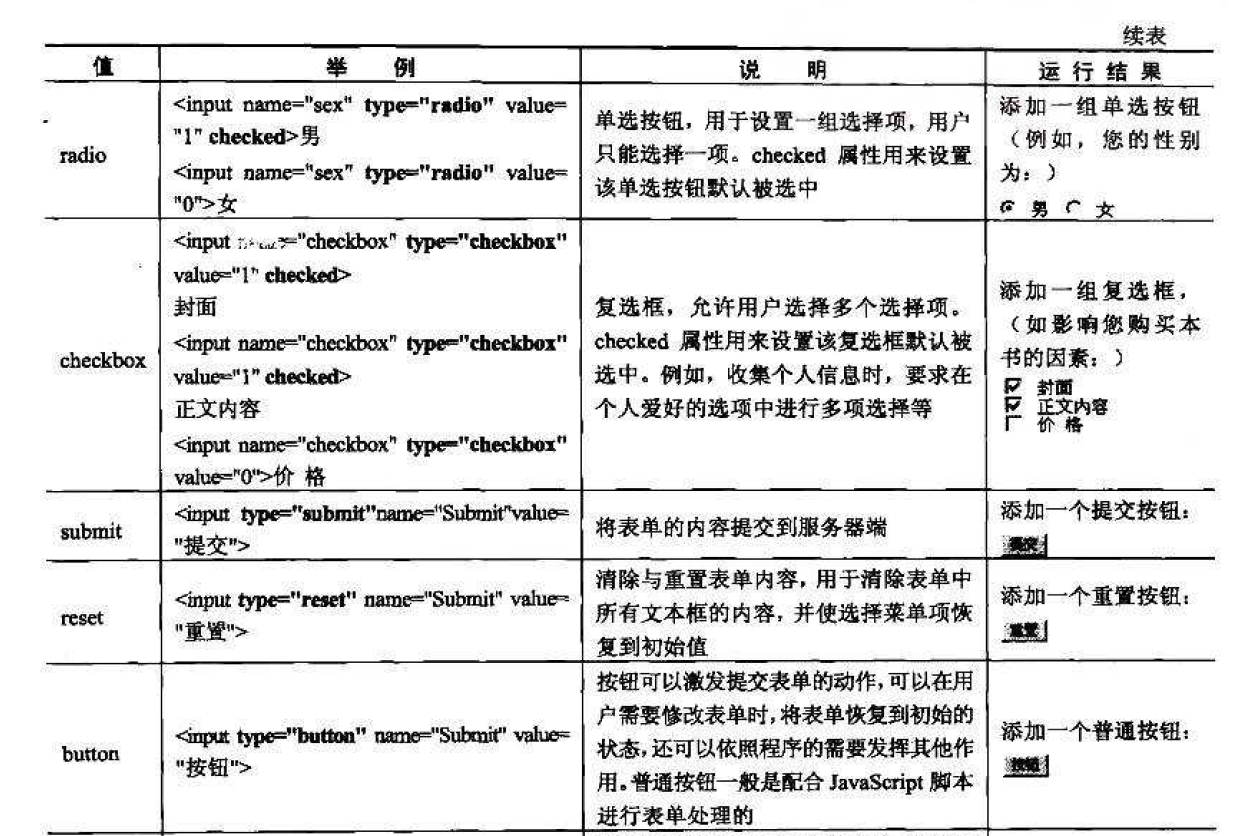 续表
值 举 例 说 明 运 行 结 果
radio
<input name="sex" type="radio" value=
"1" checked>男
<input name="sex" type="radio" value=
"0">女
单选按钮，用于设置一组选择项，用户
只能选择一项。checked 属性用来设置
该单选按钮默认被选中
添加一组单选按钮
（例如，您的性别
为：）
男 女
checkbox
<input ="checkbox" type="checkbox"
value="1" checked>
封面
<input name="checkbox" type="checkbox"
value="1" checked>
正文内容
<input name="checkbox" type="checkbox"
value="0">价 格
复选框，允许用户选择多个选择项。
checked 属性用来设置该复选框默认被
选中。例如，收集个人信息时，要求在
个人爱好的选项中进行多项选择等
添加一组复选框，
（如影响您购买本
书的因素：）
封面
正文内容
价 格
submit
<input type="submit"name="Submit"value=
"提交">
将表单的内容提交到服务器端
添加一个提交按钮：
提交
reset
<input type="reset" name="Submit" value=
"重置">
清除与重置表单内容，用于清除表单中
所有文本框的内容，并使选择菜单项恢
复到初始值
添加一个重置按钮：
重置
button
<input type="button" name="Submit" value=
"按钮">
按钮可以激发提交表单的动作，可以在用
户需要修改表单时，将表单恢复到初始的
状态，还可以依照程序的需要发挥其他作
用。普通按钮一般是配合 JavaScript 脚本
进行表单处理的
添加一个普通按钮：
按钮